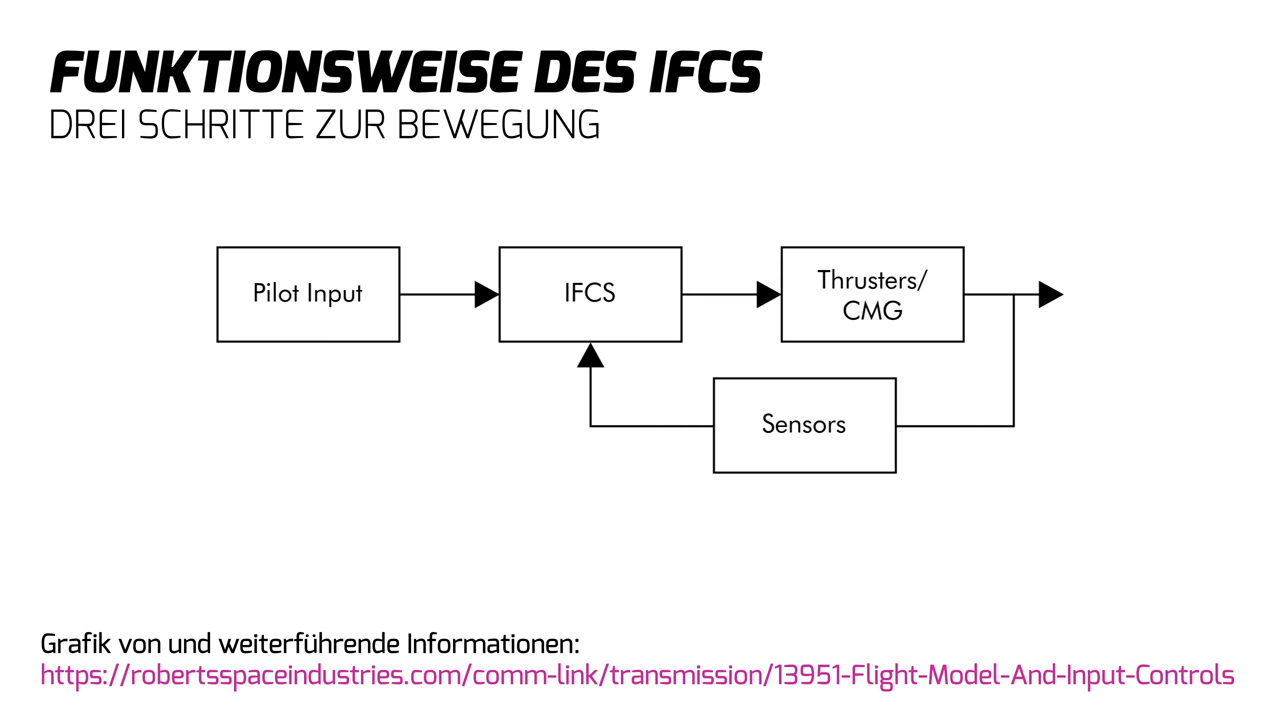 FUNKTIONSWEISE DES IFCS
DREI SCHRITTE ZUR BEWEGUNG
Pilot Input
IFCS
Thrusters/
CMG
Sensors
Grafik von und weiterführende Informationen:
https://robertsspaceindustries.com/comm-link/transmission/13951-Flight-Model-And-Input-Controls